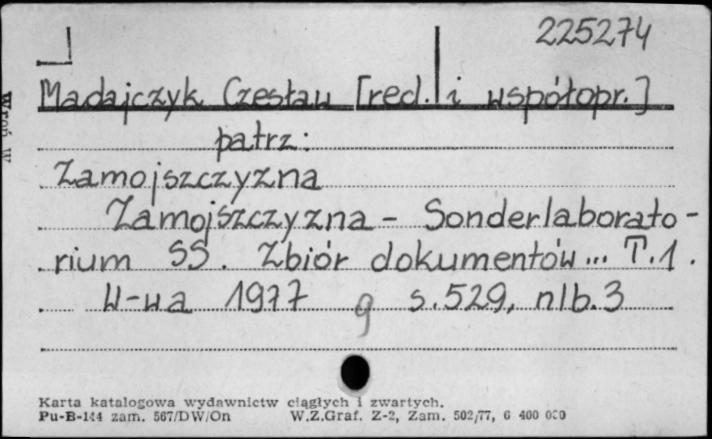 225274
Madajczyk Czesław [red. i współopr.]
patrz:
Zamojszczyzna
Zamojszczyzna - Sonderlaborato-
rium SS. Zbiór dokumentów... T.1.
W-wa 1977 g s.529, nlb.3
Karta katalogowa wydawnictw ciągłych i zwartych.
Pu-B-144 zam. 567/DW/On W.Z.Graf. Z-2, Zam. 502/77, 6 400 000